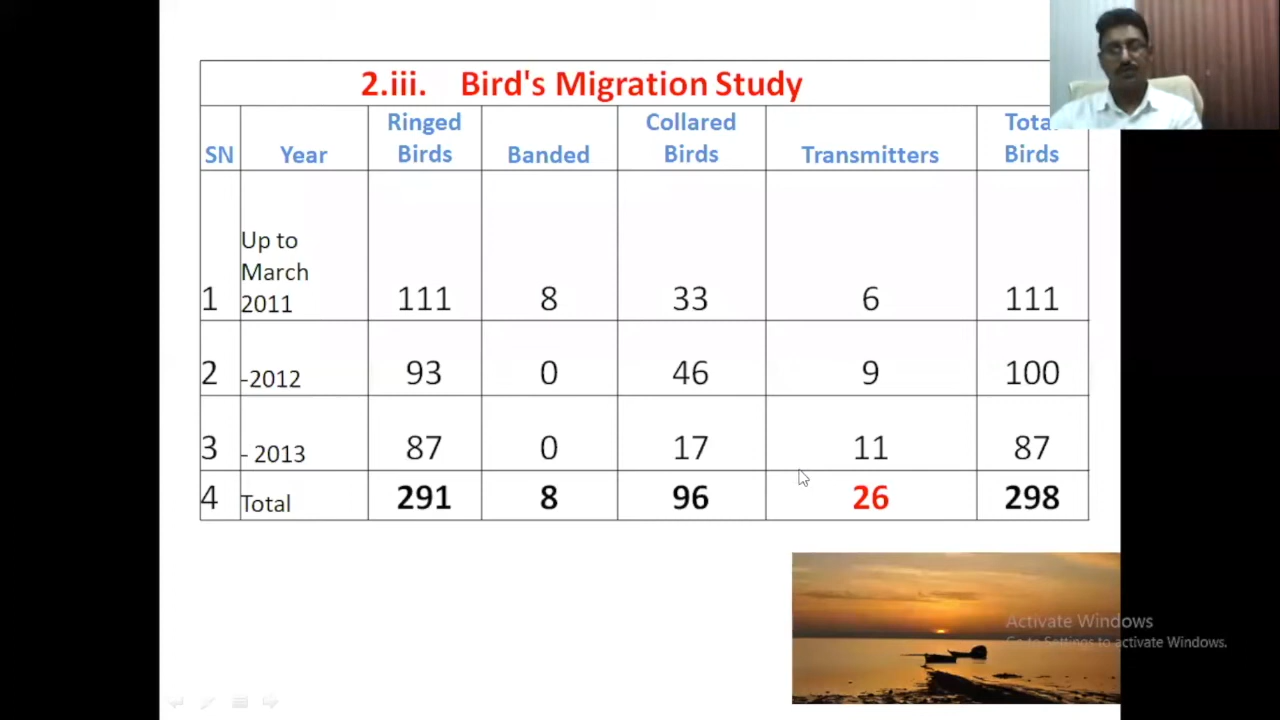 2.iii. Bird's Migration Study
SN Year Ringed Birds Banded Collared Birds Transmitters Total Birds
1 Up to March 2011 111 8 33 6 111
2 -2012 93 0 46 9 100
3 - 2013 87 0 17 11 87
4 Total 291 8 96 26 298
Activate Windows
Go to Settings to activate Windows.